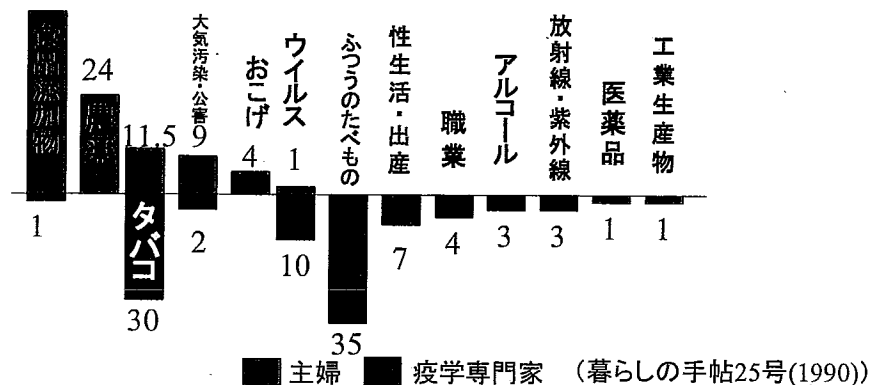 食品添加物
1
24
農薬
11.5
タバコ
30
大気汚染・公害
9
2
おこげ
4
ウイルス
1
10
ふつうのたべもの
35
性生活・出産
7
職業
4
アルコール
3
放射線・紫外線
3
医薬品
1
工業生産物
1
主婦 疫学専門家 (暮らしの手帖25号(1990))